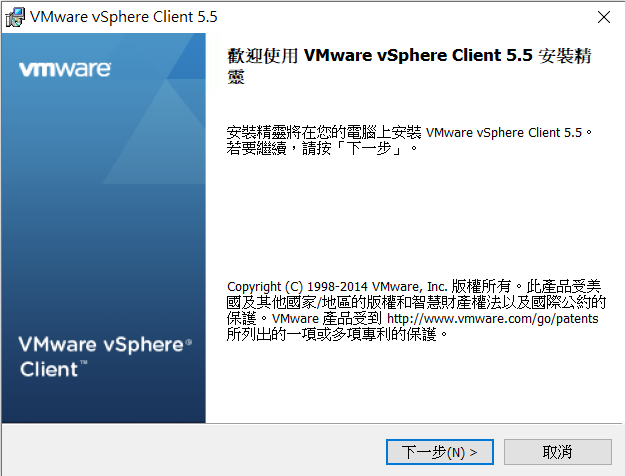 VMware vSphere Client 5.5
vmware
歡迎使用 VMware vSphere Client 5.5 安裝精
靈
安裝精靈將在您的電腦上安裝 VMware vSphere Client 5.5。
若要繼續，請按「下一步」。
Copyright (C) 1998-2014 VMware, Inc. 版權所有。此產品受美
國及其他國家/地區的版權和智慧財產權法以及國際公約的
保護。VMware 產品受到 http://www.vmware.com/go/patents
所列出的一項或多項專利的保護。
VMware vSphere®
Client™
下一步(N) >
取消